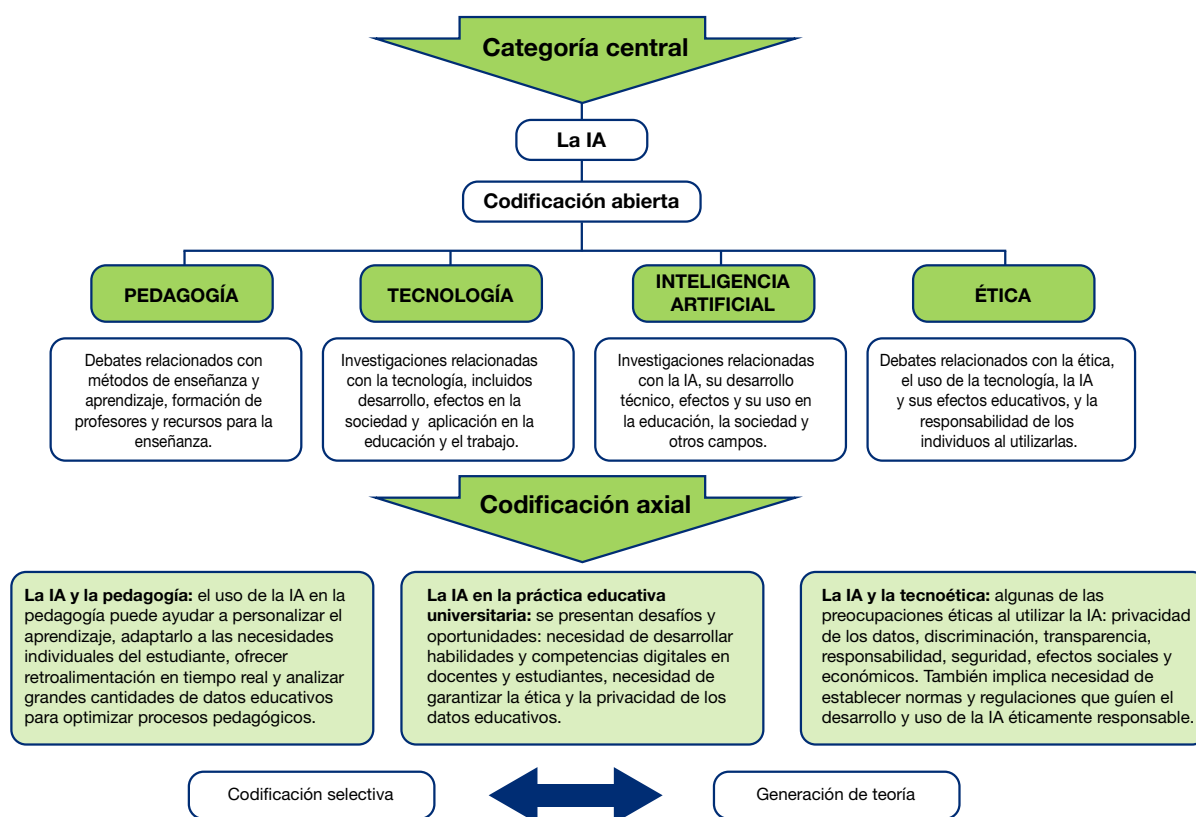 Categoría central
La IA
Codificación abierta
PEDAGOGÍA
Debates relacionados con
métodos de enseñanza y
aprendizaje, formación de
profesores y recursos para la
enseñanza.
TECNOLOGÍA
Investigaciones relacionadas
con la tecnología, incluidos
desarrollo, efectos en la
sociedad y aplicación en la
educación y el trabajo.
INTELIGENCIA
ARTIFICIAL
Investigaciones relacionadas
con la IA, su desarrollo
técnico, efectos y su uso en
la educación, la sociedad y
otros campos.
ÉTICA
Debates relacionados con la ética,
el uso de la tecnología, la IA
y sus efectos educativos, y la
responsabilidad de los
individuos al utilizarlas.
Codificación axial
La IA y la pedagogía: el uso de la IA en la
pedagogía puede ayudar a personalizar el
aprendizaje, adaptarlo a las necesidades
individuales del estudiante, ofrecer
retroalimentación en tiempo real y analizar
grandes cantidades de datos educativos
para optimizar procesos pedagógicos.
La IA en la práctica educativa
universitaria: se presentan desafíos y
oportunidades: necesidad de desarrollar
habilidades y competencias digitales en
docentes y estudiantes, necesidad de
garantizar la ética y la privacidad de los
datos educativos.
La IA y la tecnoética: algunas de las
preocupaciones éticas al utilizar la IA: privacidad
de los datos, discriminación, transparencia,
responsabilidad, seguridad, efectos sociales y
económicos. También implica necesidad de
establecer normas y regulaciones que guíen el
desarrollo y uso de la IA éticamente responsable.
Codificación selectiva
Generación de teoría